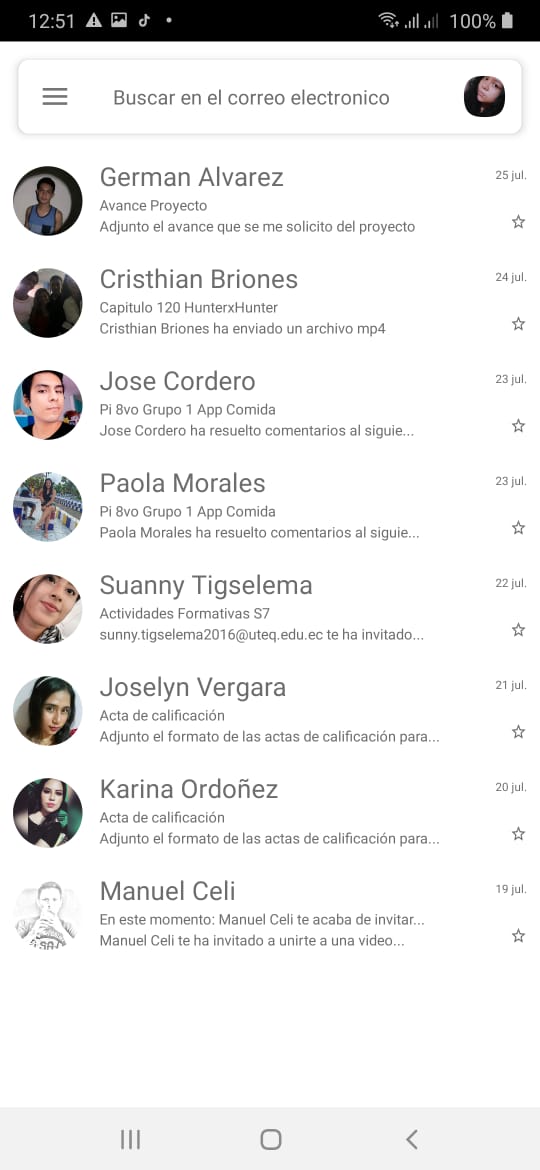 12:51
100%
Buscar en el correo electronico
German Alvarez
25 jul.
Avance Proyecto
Adjunto el avance que se me solicito del proyecto
Cristhian Briones
24 jul.
Capitulo 120 HunterxHunter
Cristhian Briones ha enviado un archivo mp4
Jose Cordero
23 jul.
Pi 8vo Grupo 1 App Comida
Jose Cordero ha resuelto comentarios al siguie...
Paola Morales
23 jul.
Pi 8vo Grupo 1 App Comida
Paola Morales ha resuelto comentarios al siguie...
Suanny Tigselema
22 jul.
Actividades Formativas S7
sunny.tigselema2016@uteq.edu.ec te ha invitado...
Joselyn Vergara
21 jul.
Acta de calificación
Adjunto el formato de las actas de calificación para...
Karina Ordoñez
20 jul.
Acta de calificación
Adjunto el formato de las actas de calificación para...
Manuel Celi
19 jul.
En este momento: Manuel Celi te acaba de invitar...
Manuel Celi te ha invitado a unirte a una video...